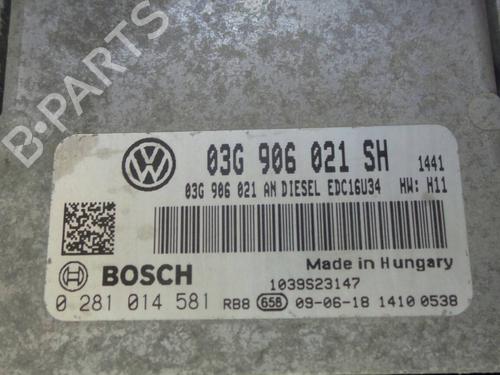 B-PARTS
VW
03G 906 021 SH 1441
03G 906 021 AN DIESEL EDC16U34 HW: H11
BOSCH
Made in Hungary
1039S23147
0 281 014 581 RB8 658 09-06-18 1410 0538